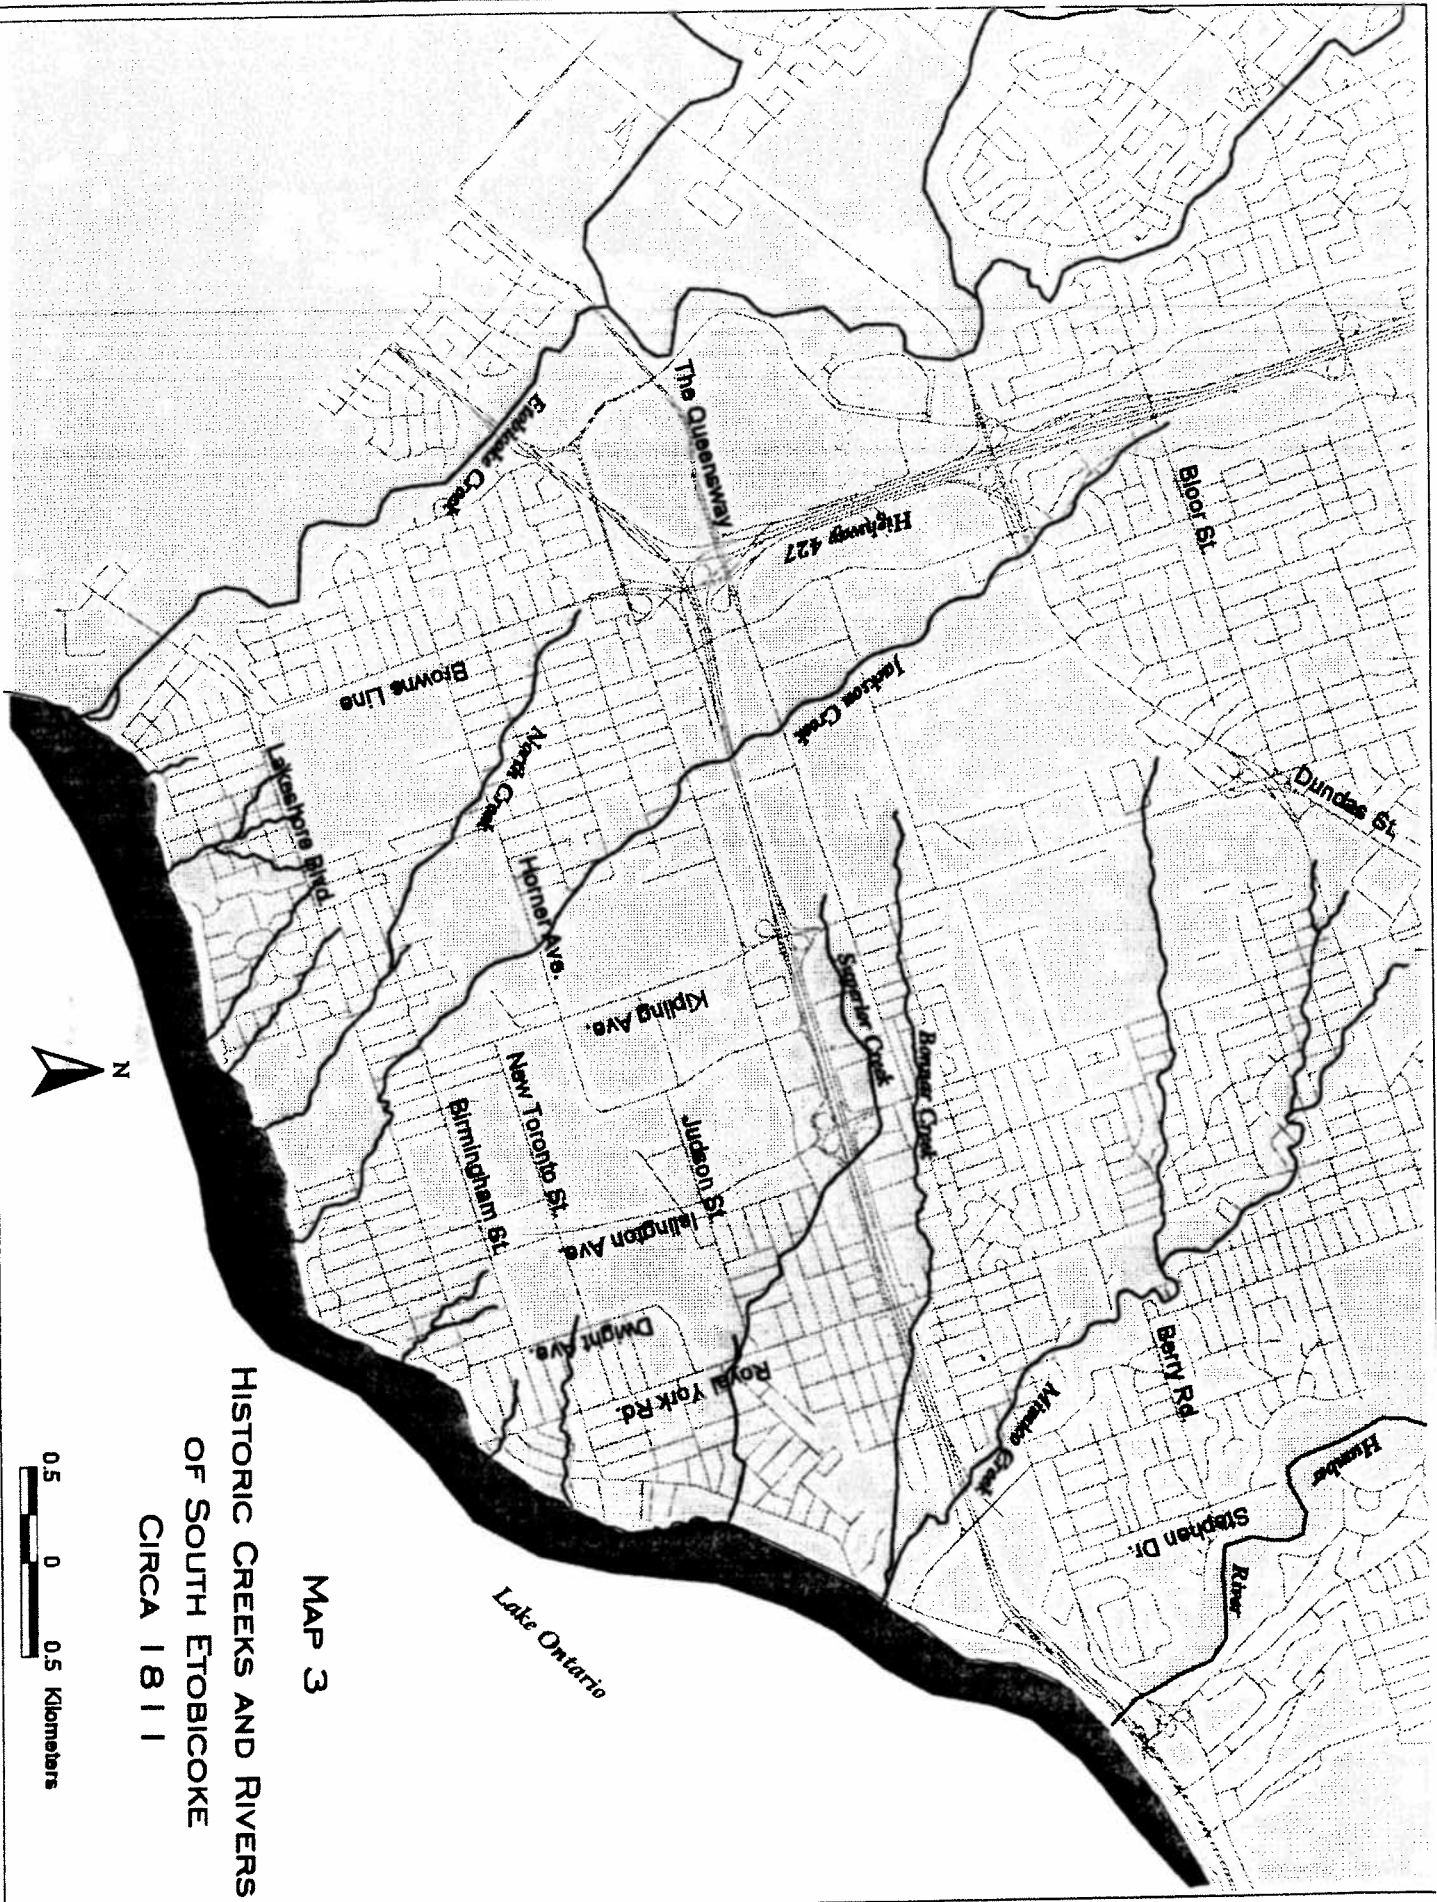 MAP 3
HISTORIC CREEKS AND RIVERS
OF SOUTH ETOBICOKE
CIRCA 1811
0.5 0 0.5 Kilometers
N
Lake Ontario
Bloor St.
Dundas St.
The Queensway
Highway 427
Etobicoke Creek
Jackson Creek
North Creek
Browns Line
Lakeshore Blvd.
Horner Ave.
Kipling Ave.
Superior Creek
Bonner Creek
New Toronto St.
Birmingham St.
Judson St.
Islington Ave.
Dwight Ave.
Royal York Rd.
Mimico Creek
Berry Rd.
Stephen Dr.
Humber
River